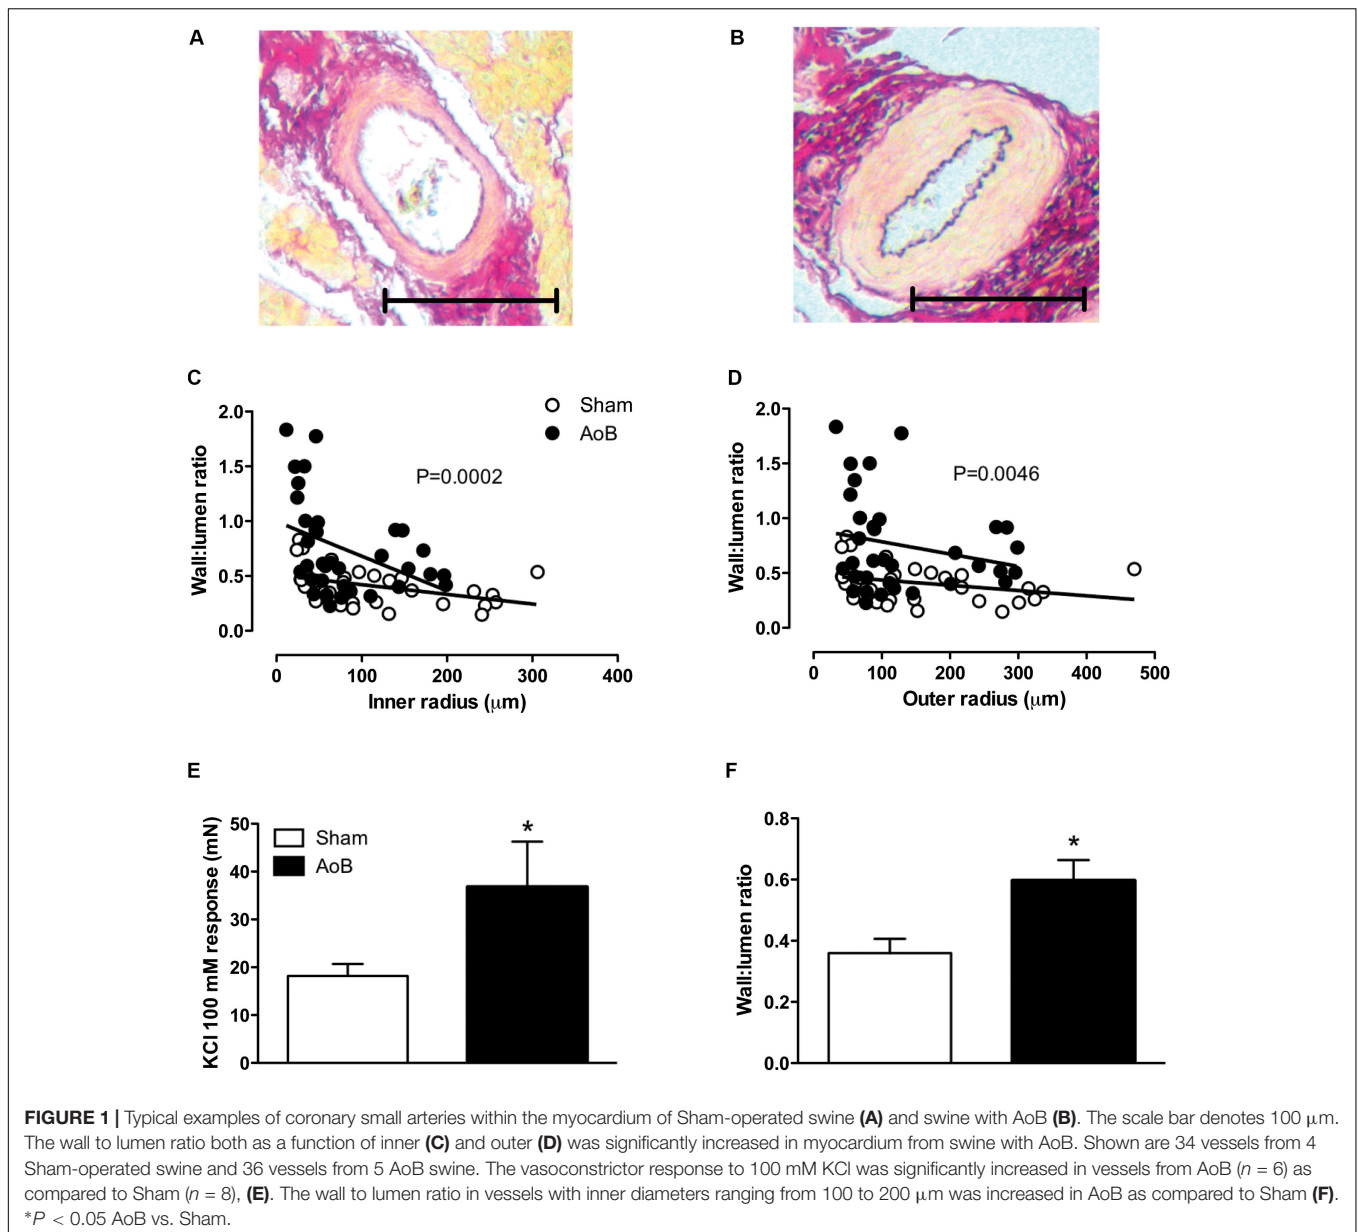 A
B
C
Sham
AoB
2.0
1.5
1.0
0.5
0.0
Wall:lumen ratio
P=0.0002
0 100 200 300 400
Inner radius (μm)
D
2.0
1.5
1.0
0.5
0.0
Wall:lumen ratio
P=0.0046
0 100 200 300 400 500
Outer radius (μm)
E
50
40
30
20
10
0
KCl 100 mM response (mN)
Sham
AoB
*
F
0.8
0.6
0.4
0.2
0.0
Wall:lumen ratio
*
FIGURE 1 | Typical examples of coronary small arteries within the myocardium of Sham-operated swine (A) and swine with AoB (B). The scale bar denotes 100 μm.
The wall to lumen ratio both as a function of inner (C) and outer (D) was significantly increased in myocardium from swine with AoB. Shown are 34 vessels from 4
Sham-operated swine and 36 vessels from 5 AoB swine. The vasoconstrictor response to 100 mM KCl was significantly increased in vessels from AoB (n = 6) as
compared to Sham (n = 8), (E). The wall to lumen ratio in vessels with inner diameters ranging from 100 to 200 μm was increased in AoB as compared to Sham (F).
*P < 0.05 AoB vs. Sham.